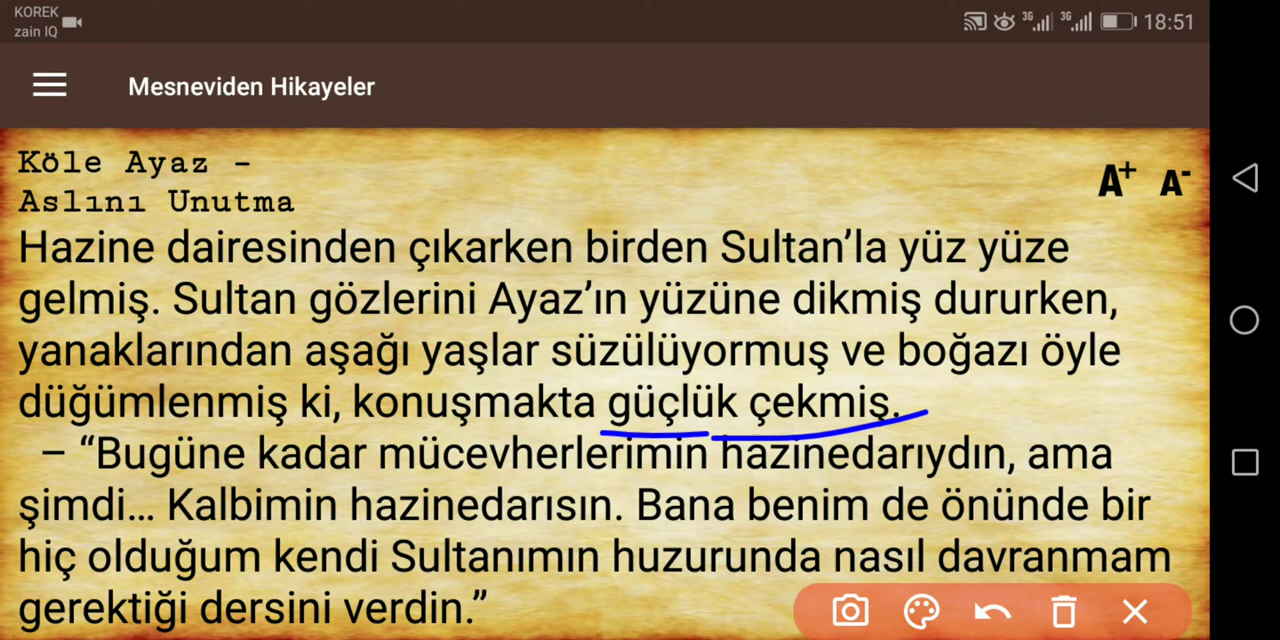 KOREK
zain IQ
3G 3G 18:51
Mesneviden Hikayeler
Köle Ayaz -
Aslını Unutma
A+ A-
Hazine dairesinden çıkarken birden Sultan’la yüz yüze
gelmiş. Sultan gözlerini Ayaz’ın yüzüne dikmiş dururken,
yanaklarından aşağı yaşlar süzülüyormuş ve boğazı öyle
düğümlenmiş ki, konuşmakta güçlük çekmiş.
– “Bugüne kadar mücevherlerimin hazinedarıydın, ama
şimdi... Kalbimin hazinedarısın. Bana benim de önünde bir
hiç olduğum kendi Sultanımın huzurunda nasıl davranmam
gerektiği dersini verdin.”